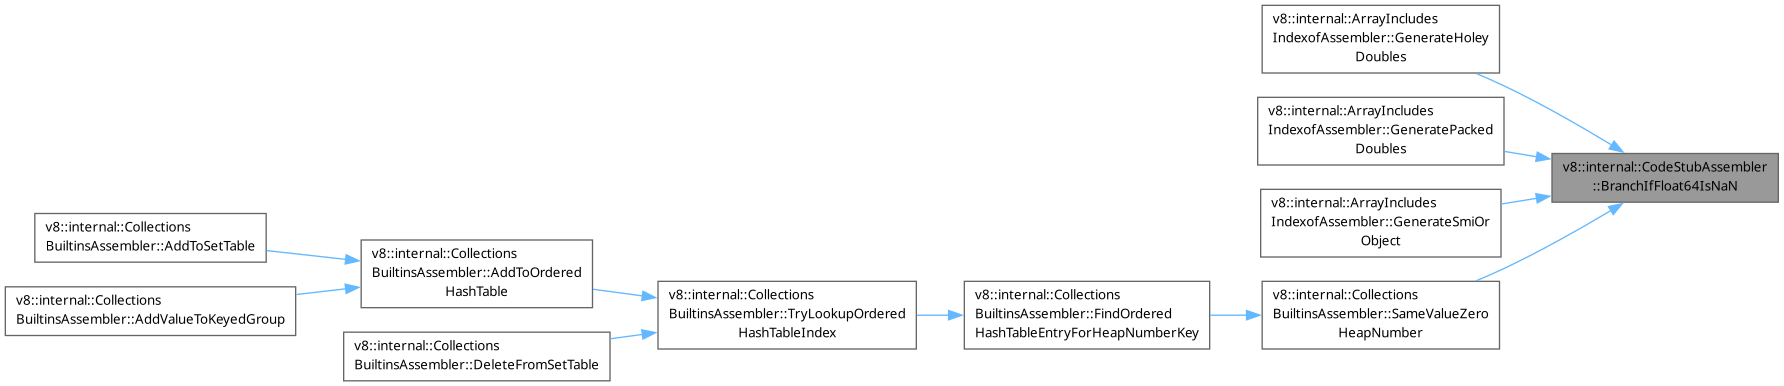 v8::internal::ArrayIncludes
IndexofAssembler::GenerateHoley
Doubles
v8::internal::ArrayIncludes
IndexofAssembler::GeneratePacked
Doubles
v8::internal::CodeStubAssembler
::BranchIfFloat64IsNaN
v8::internal::ArrayIncludes
IndexofAssembler::GenerateSmiOr
Object
v8::internal::Collections
BuiltinsAssembler::AddToSetTable
v8::internal::Collections
BuiltinsAssembler::AddToOrdered
HashTable
v8::internal::Collections
BuiltinsAssembler::AddValueToKeyedGroup
v8::internal::Collections
BuiltinsAssembler::TryLookupOrdered
HashTableIndex
v8::internal::Collections
BuiltinsAssembler::FindOrdered
HashTableEntryForHeapNumberKey
v8::internal::Collections
BuiltinsAssembler::SameValueZero
HeapNumber
v8::internal::Collections
BuiltinsAssembler::DeleteFromSetTable